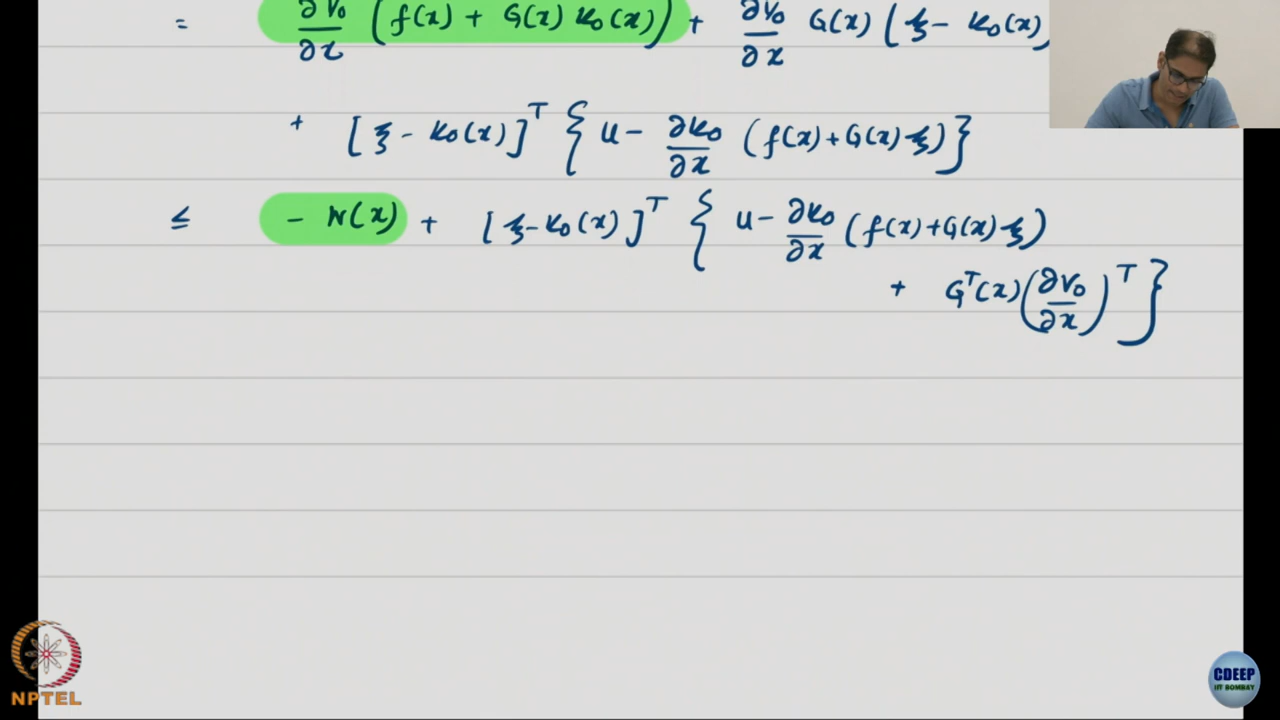 = ∂V₀/∂x (f(x) + G(x) k₀(x)) + ∂V₀/∂x G(x) (ξ - k₀(x)
+ [ξ - k₀(x)]ᵀ { u - ∂k₀/∂x (f(x) + G(x) ξ) }
≤ - W(x) + [ξ - k₀(x)]ᵀ { u - ∂k₀/∂x (f(x) + G(x) ξ)
+ Gᵀ(x) (∂V₀/∂x)ᵀ }
NPTEL
CDEEP
IIT BOMBAY